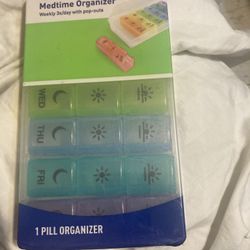 Medtime Organizer
Weekly 3x/day with pop-outs
WED
THU
FRI
1 PILL ORGANIZER